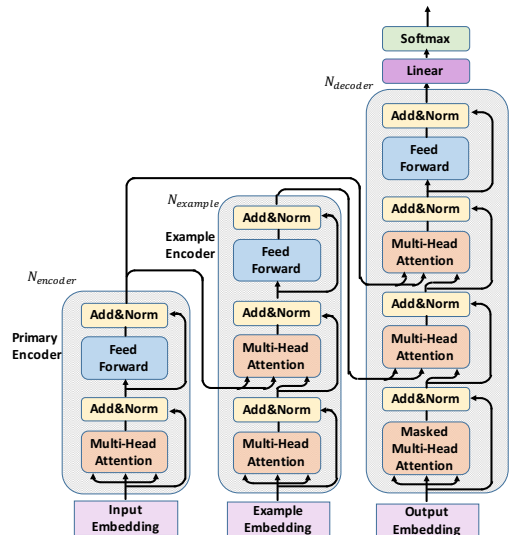 Softmax
Linear
N_decoder
Add&Norm
Feed
Forward
Add&Norm
Multi-Head
Attention
Add&Norm
Multi-Head
Attention
Add&Norm
Masked
Multi-Head
Attention
Output
Embedding
N_example
Example
Encoder
Add&Norm
Feed
Forward
Add&Norm
Multi-Head
Attention
Add&Norm
Multi-Head
Attention
Example
Embedding
N_encoder
Primary
Encoder
Add&Norm
Feed
Forward
Add&Norm
Multi-Head
Attention
Input
Embedding